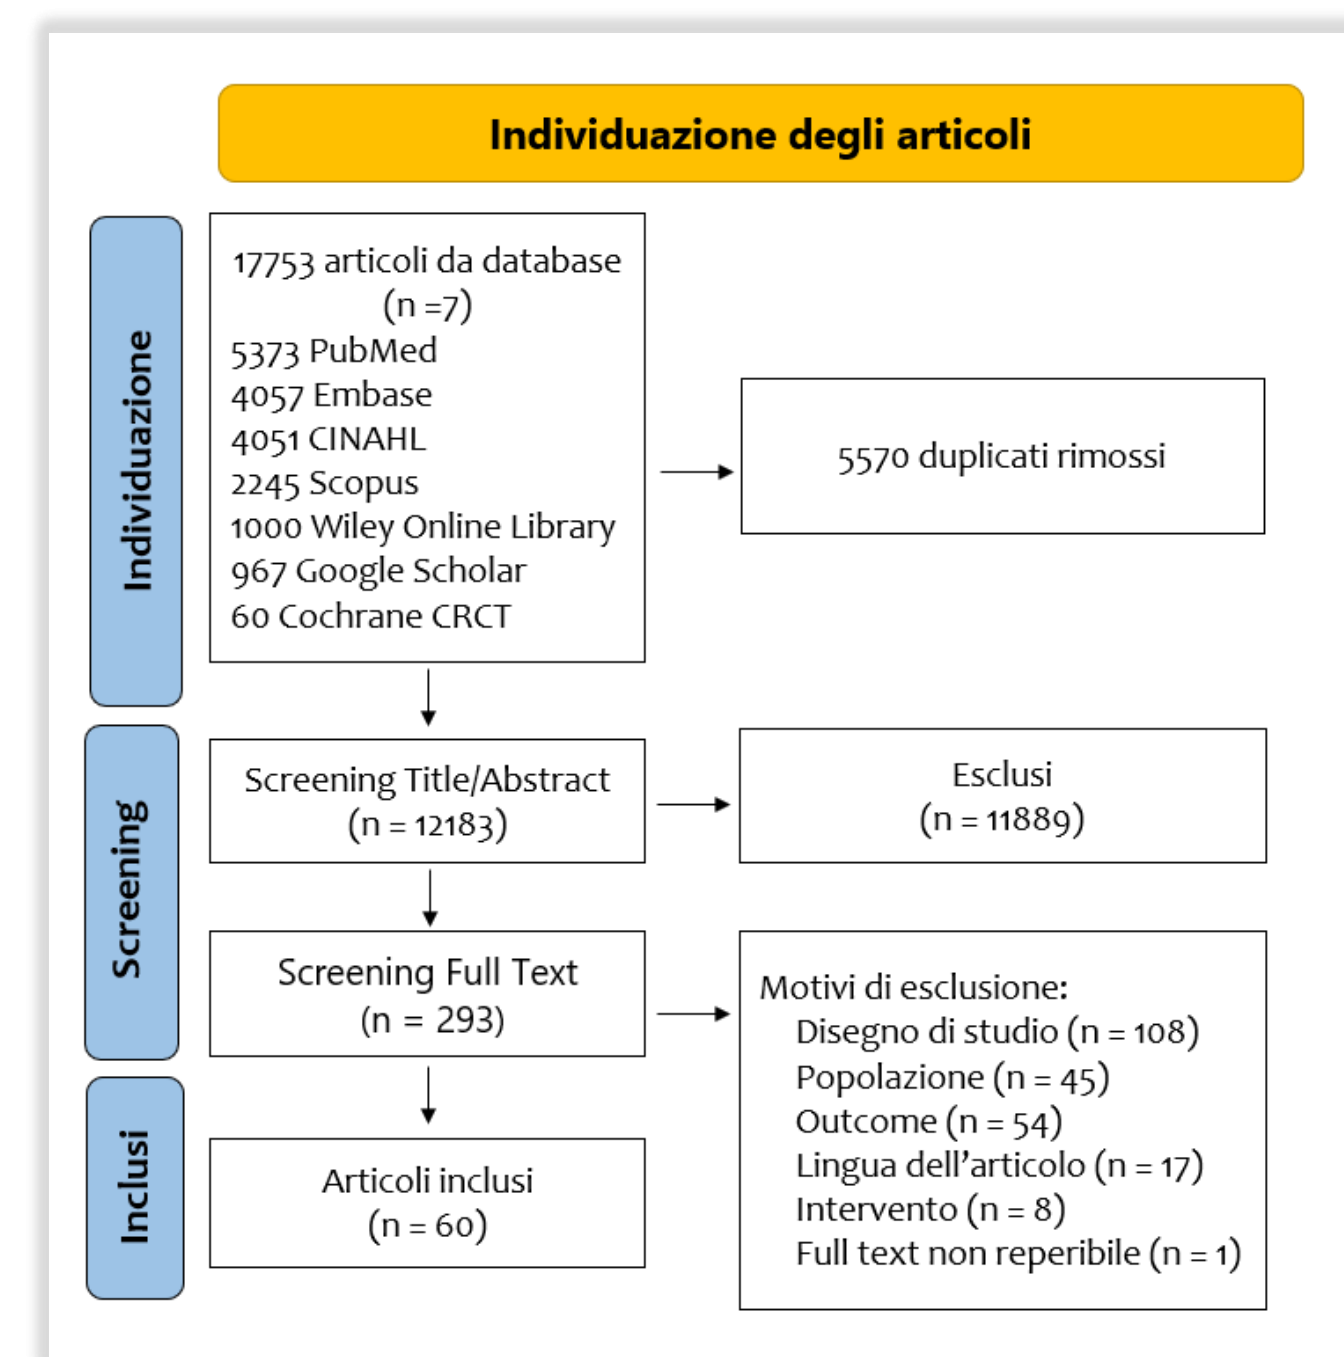 Individuazione degli articoli
Individuazione
17753 articoli da database
(n =7)
5373 PubMed
4057 Embase
4051 CINAHL
2245 Scopus
1000 Wiley Online Library
967 Google Scholar
60 Cochrane CRCT
5570 duplicati rimossi
Screening
Screening Title/Abstract
(n = 12183)
Esclusi
(n = 11889)
Screening Full Text
(n = 293)
Motivi di esclusione:
Disegno di studio (n = 108)
Popolazione (n = 45)
Outcome (n = 54)
Lingua dell’articolo (n = 17)
Intervento (n = 8)
Full text non reperibile (n = 1)
Inclusi
Articoli inclusi
(n = 60)